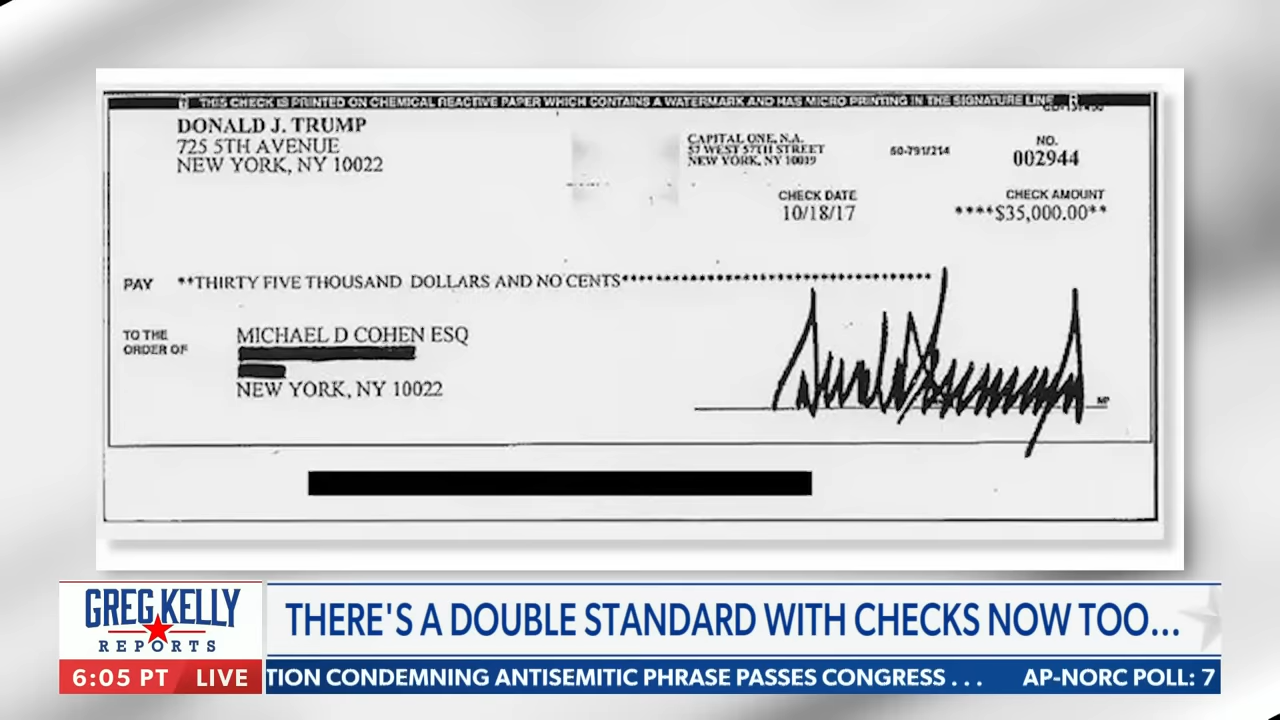 THIS CHECK IS PRINTED ON CHEMICAL REACTIVE PAPER WHICH CONTAINS A WATERMARK AND HAS MICRO PRINTING IN THE SIGNATURE LINE
DONALD J. TRUMP
725 5TH AVENUE
NEW YORK, NY 10022
CAPITAL ONE, N.A.
57 WEST 57TH STREET
NEW YORK, NY 10019
60-791/214
NO.
002944
CHECK DATE
10/18/17
CHECK AMOUNT
****$35,000.00**
PAY **THIRTY FIVE THOUSAND DOLLARS AND NO CENTS****************************************
TO THE
ORDER OF
MICHAEL D COHEN ESQ
NEW YORK, NY 10022
MP
GREG KELLY
REPORTS
THERE'S A DOUBLE STANDARD WITH CHECKS NOW TOO...
6:05 PT LIVE
TION CONDEMNING ANTISEMITIC PHRASE PASSES CONGRESS . . . AP-NORC POLL: 7